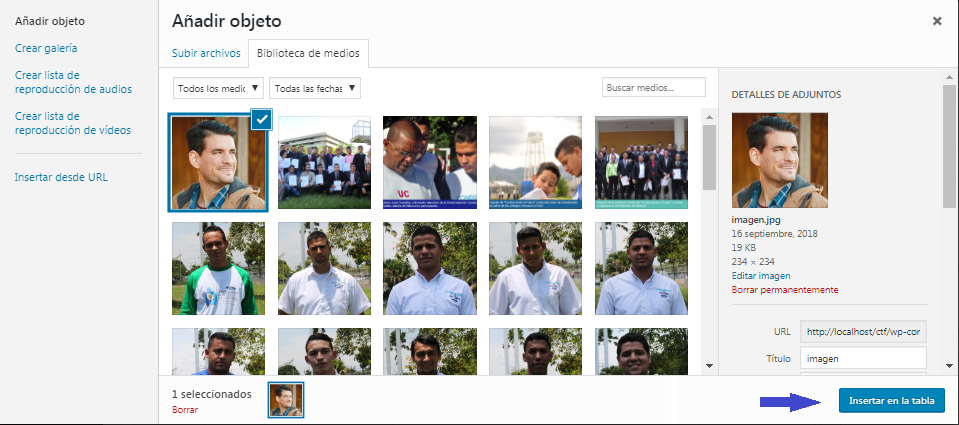 Añadir objeto
Crear galería
Crear lista de
reproducción de audios
Crear lista de
reproducción de vídeos
Insertar desde URL
Añadir objeto
×
Subir archivos
Biblioteca de medios
Todos los medic
Todas las fechas
Buscar medios...
UC
DETALLES DE ADJUNTOS
imagen.jpg
16 septiembre, 2018
19 KB
234 × 234
Editar imagen
Borrar permanentemente
URL
http://localhost/ctf/wp-cor
Título
imagen
1 seleccionados
Borrar
Insertar en la tabla